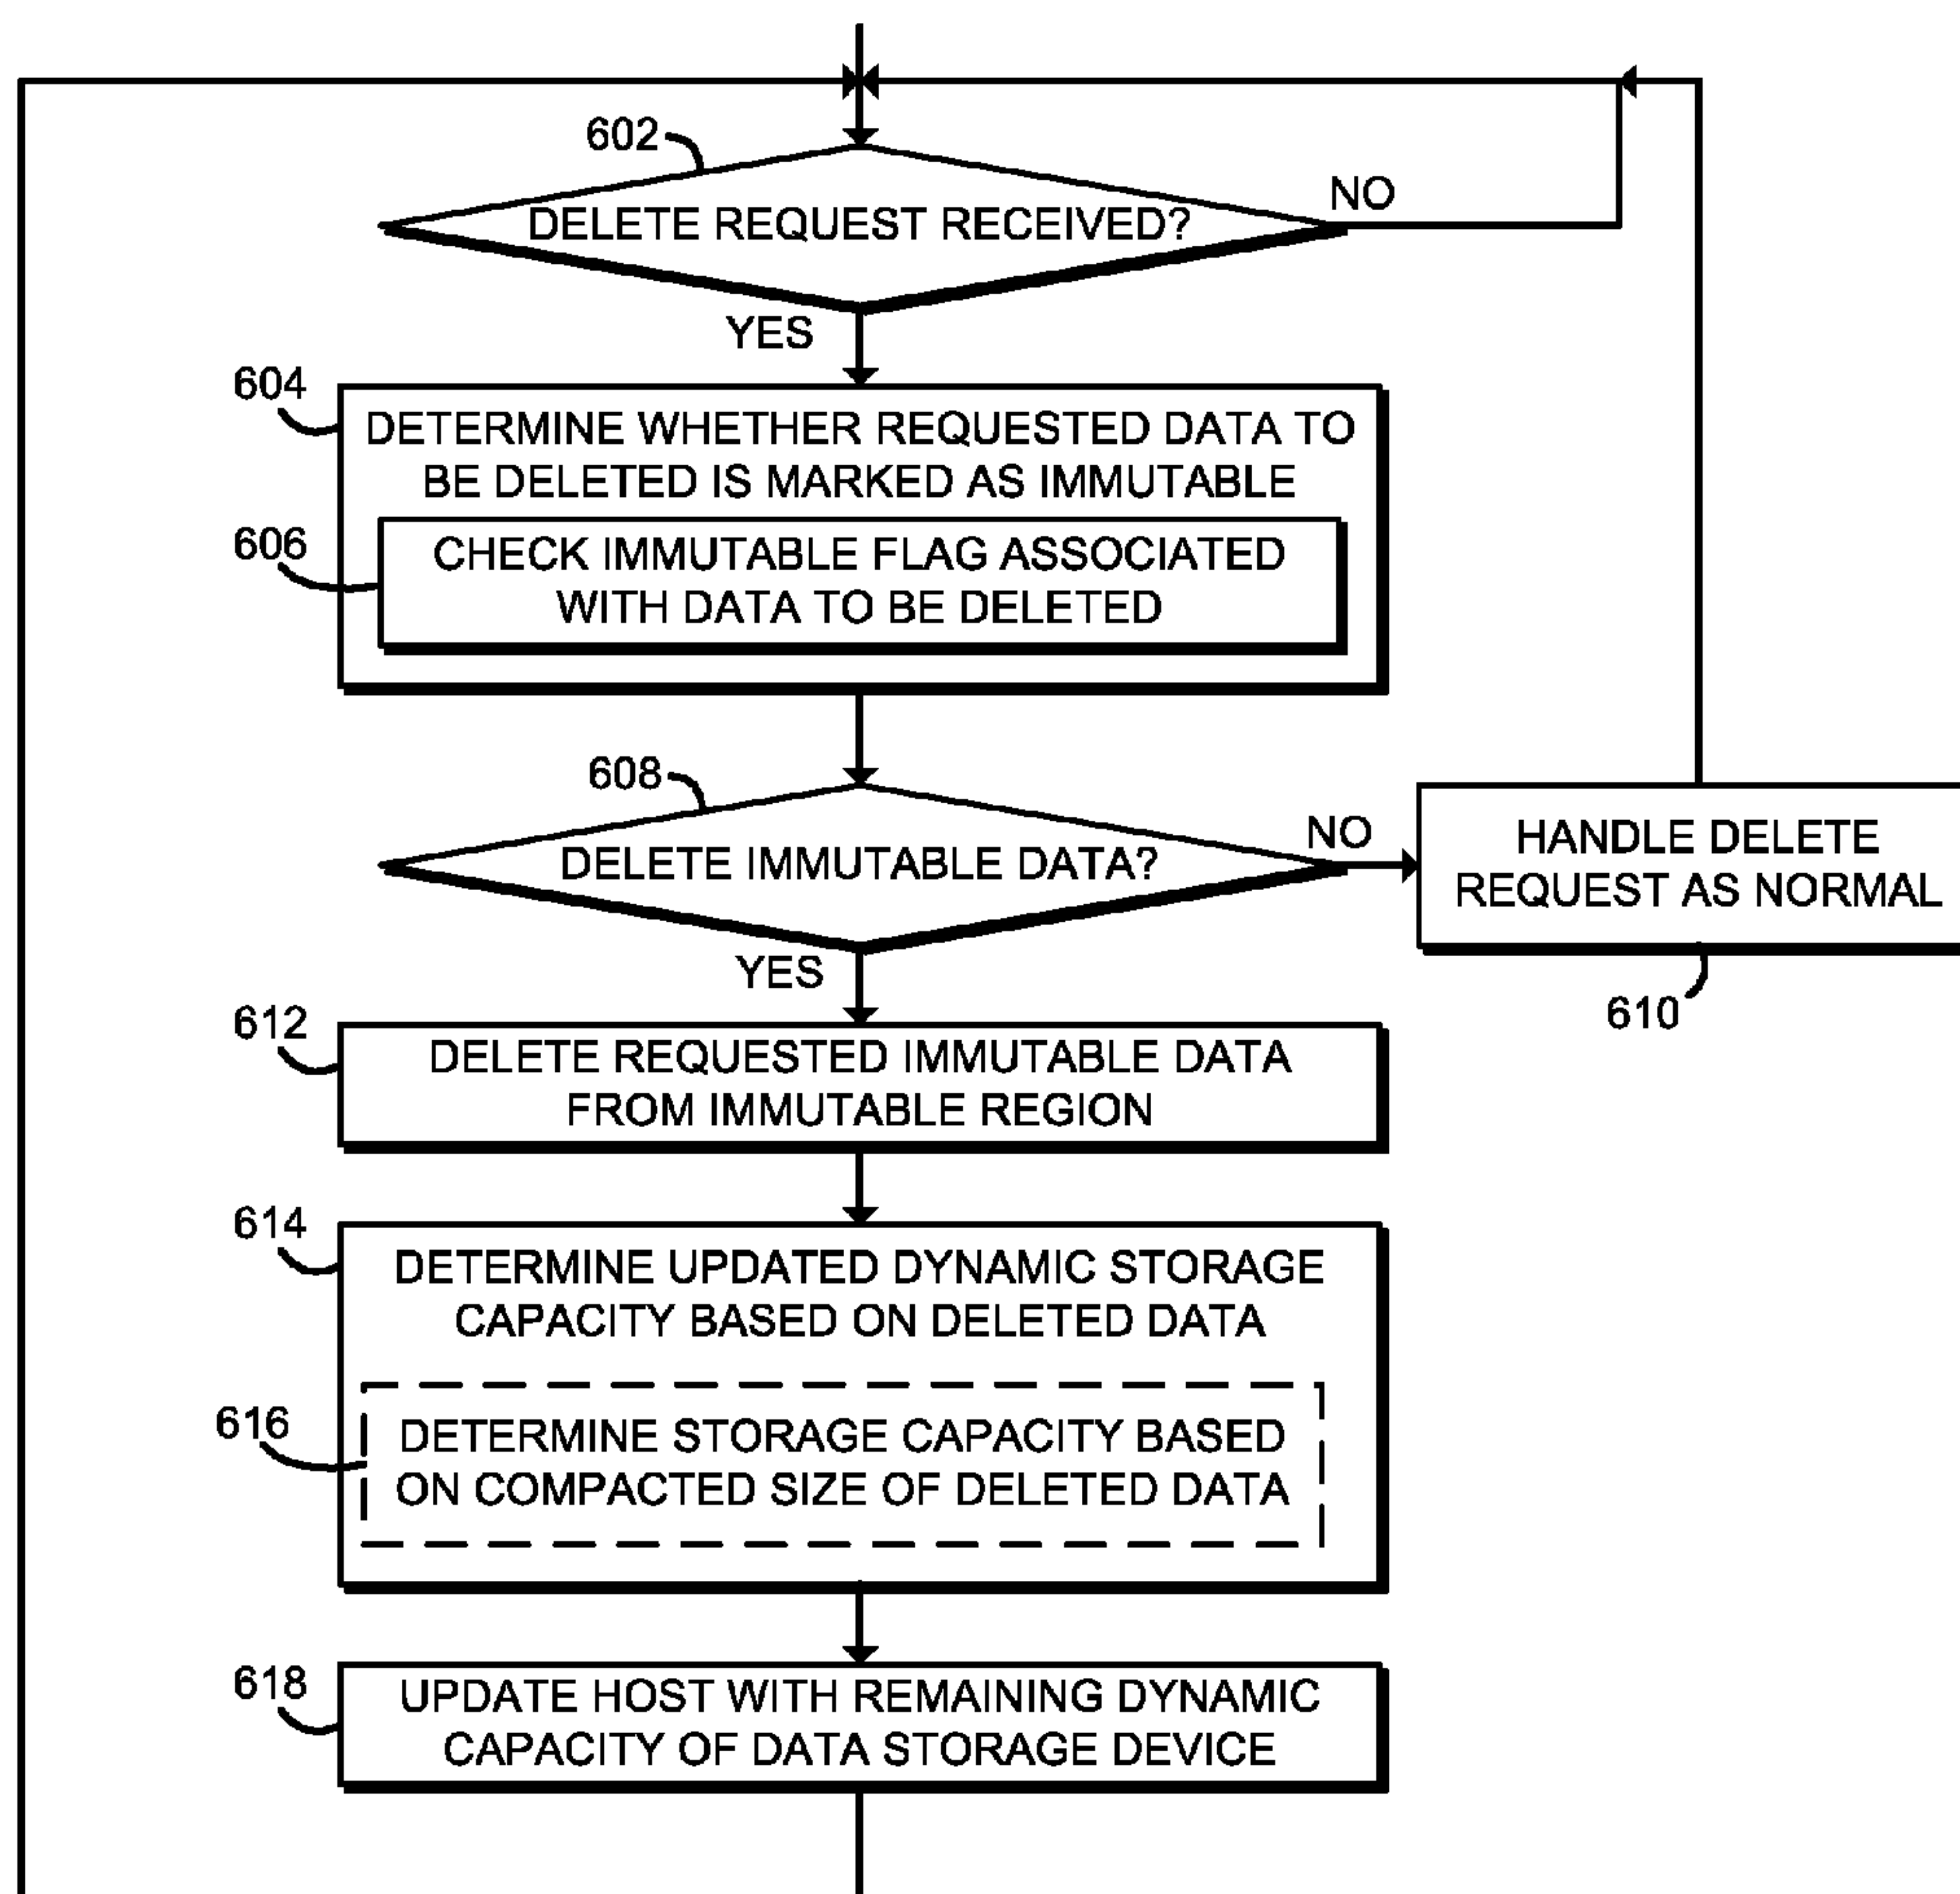 602
DELETE REQUEST RECEIVED?
NO
YES
604
DETERMINE WHETHER REQUESTED DATA TO
BE DELETED IS MARKED AS IMMUTABLE
606
CHECK IMMUTABLE FLAG ASSOCIATED
WITH DATA TO BE DELETED
608
DELETE IMMUTABLE DATA?
NO
HANDLE DELETE
REQUEST AS NORMAL
610
YES
612
DELETE REQUESTED IMMUTABLE DATA
FROM IMMUTABLE REGION
614
DETERMINE UPDATED DYNAMIC STORAGE
CAPACITY BASED ON DELETED DATA
616
DETERMINE STORAGE CAPACITY BASED
ON COMPACTED SIZE OF DELETED DATA
618
UPDATE HOST WITH REMAINING DYNAMIC
CAPACITY OF DATA STORAGE DEVICE